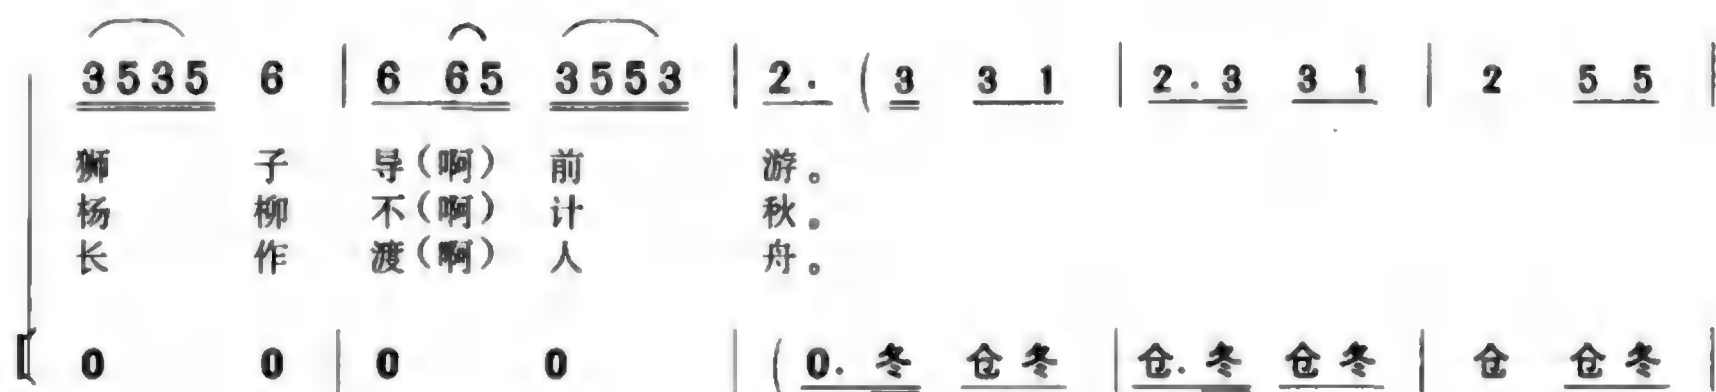 3535 6 | 6 65 3553 | 2. (3 3 1 | 2. 3 3 1 | 2 5 5 |
狮 子 导(啊) 前 游。
杨 柳 不(啊) 计 秋。
长 作 渡(啊) 人 舟。
0 0 | 0 0 | (0. 冬 仓冬 | 仓. 冬 仓冬 | 仓 仓冬 |